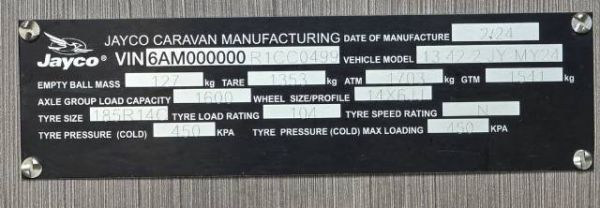 JAYCO CARAVAN MANUFACTURING DATE OF MANUFACTURE 2/24
Jayco® VIN 6AM000000R1CC0499 VEHICLE MODEL 13.42-2 JY MY24
EMPTY BALL MASS 127 kg TARE 1353 kg ATM 1703 kg GTM 1541 kg
AXLE GROUP LOAD CAPACITY 1600 WHEEL SIZE/PROFILE 14X6JJ
TYRE SIZE 185R14C TYRE LOAD RATING 104 TYRE SPEED RATING N
TYRE PRESSURE (COLD) 450 KPA TYRE PRESSURE (COLD) MAX LOADING 450 KPA